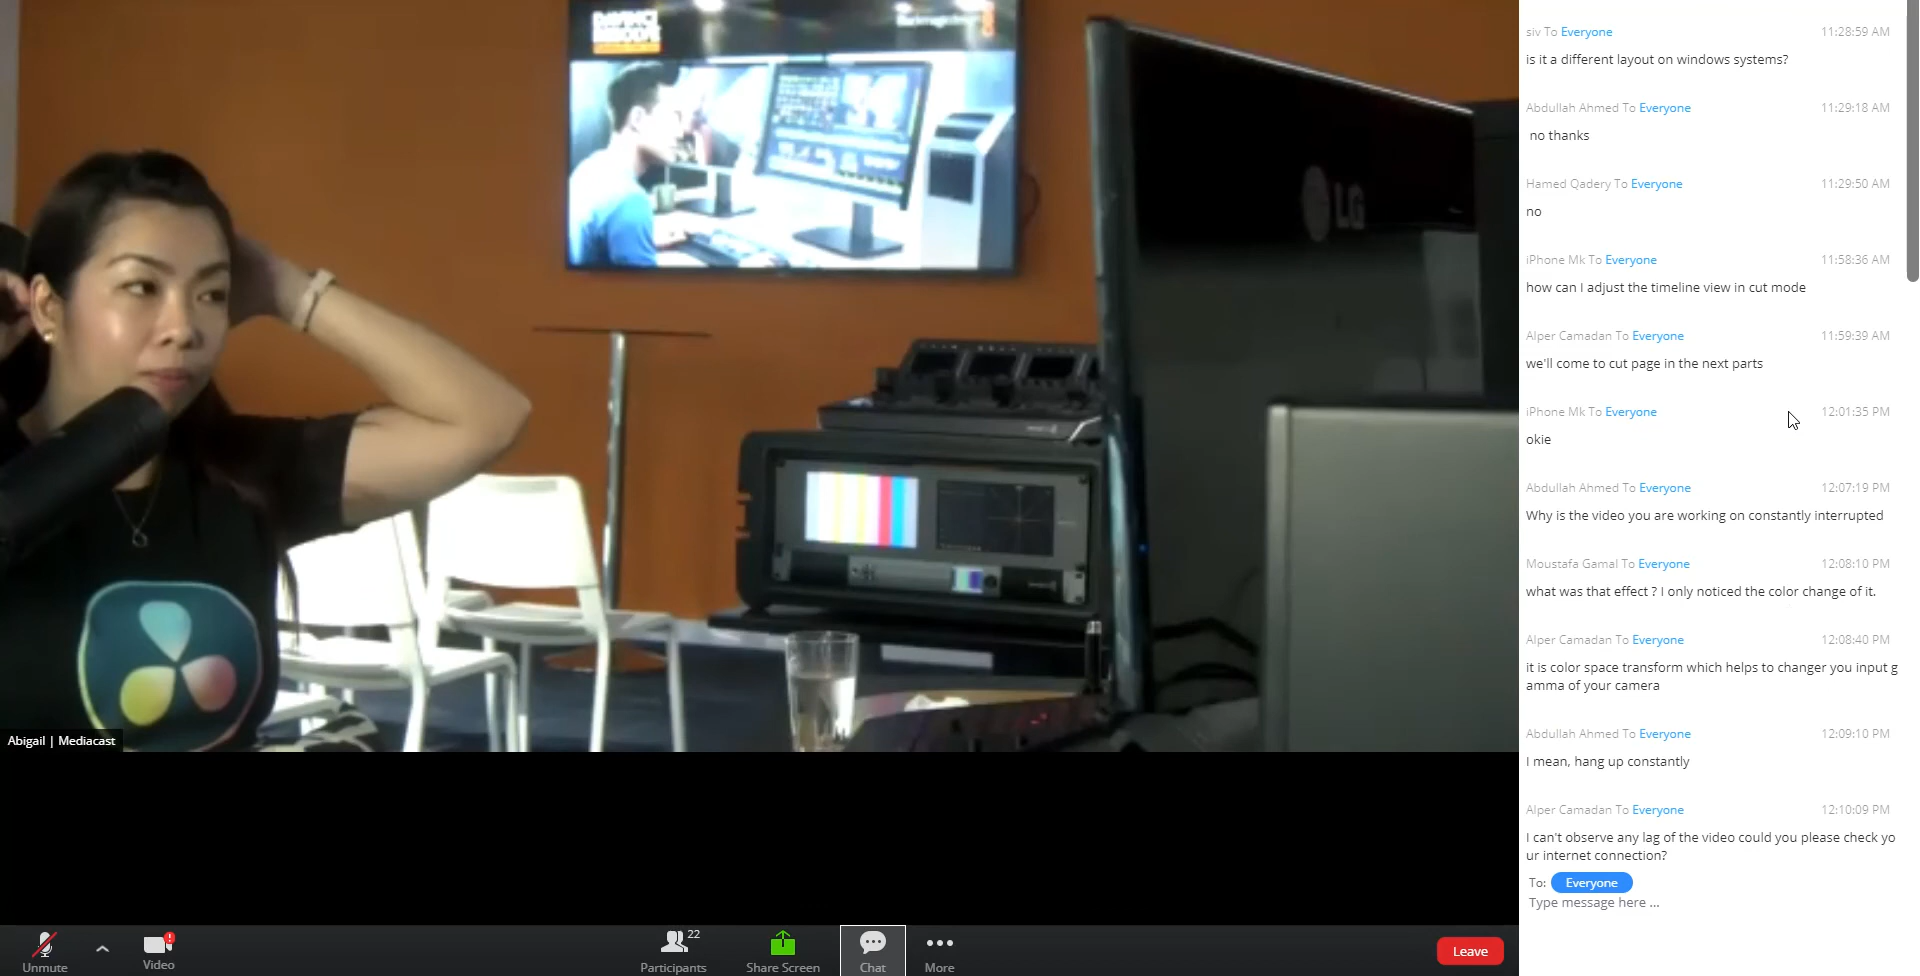 DAVINCI
RESOLVE
LG
Abigail | Mediacast
siv To Everyone 11:28:59 AM
is it a different layout on windows systems?
Abdullah Ahmed To Everyone 11:29:18 AM
no thanks
Hamed Qadery To Everyone 11:29:50 AM
no
iPhone Mk To Everyone 11:58:36 AM
how can I adjust the timeline view in cut mode
Alper Camadan To Everyone 11:59:39 AM
we'll come to cut page in the next parts
iPhone Mk To Everyone 12:01:35 PM
okie
Abdullah Ahmed To Everyone 12:07:19 PM
Why is the video you are working on constantly interrupted
Moustafa Gamal To Everyone 12:08:10 PM
what was that effect ? I only noticed the color change of it.
Alper Camadan To Everyone 12:08:40 PM
it is color space transform which helps to changer you input g
amma of your camera
Abdullah Ahmed To Everyone 12:09:10 PM
I mean, hang up constantly
Alper Camadan To Everyone 12:10:09 PM
I can't observe any lag of the video could you please check yo
ur internet connection?
To: Everyone
Type message here ...
Unmute
Video
22
Participants
Share Screen
Chat
More
Leave